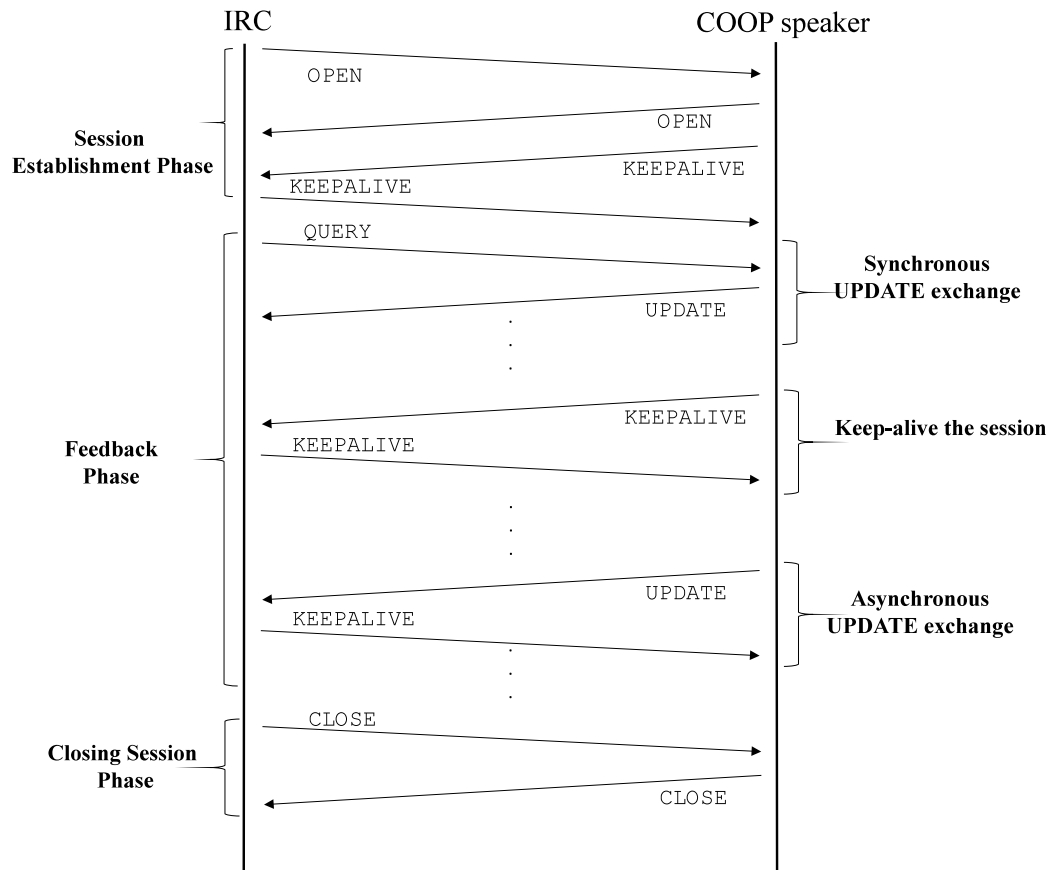 IRC
COOP speaker
OPEN
OPEN
Session
Establishment Phase
KEEPALIVE
KEEPALIVE
QUERY
Synchronous
UPDATE exchange
UPDATE
KEEPALIVE
Keep-alive the session
KEEPALIVE
Feedback
Phase
UPDATE
Asynchronous
UPDATE exchange
KEEPALIVE
CLOSE
Closing Session
Phase
CLOSE